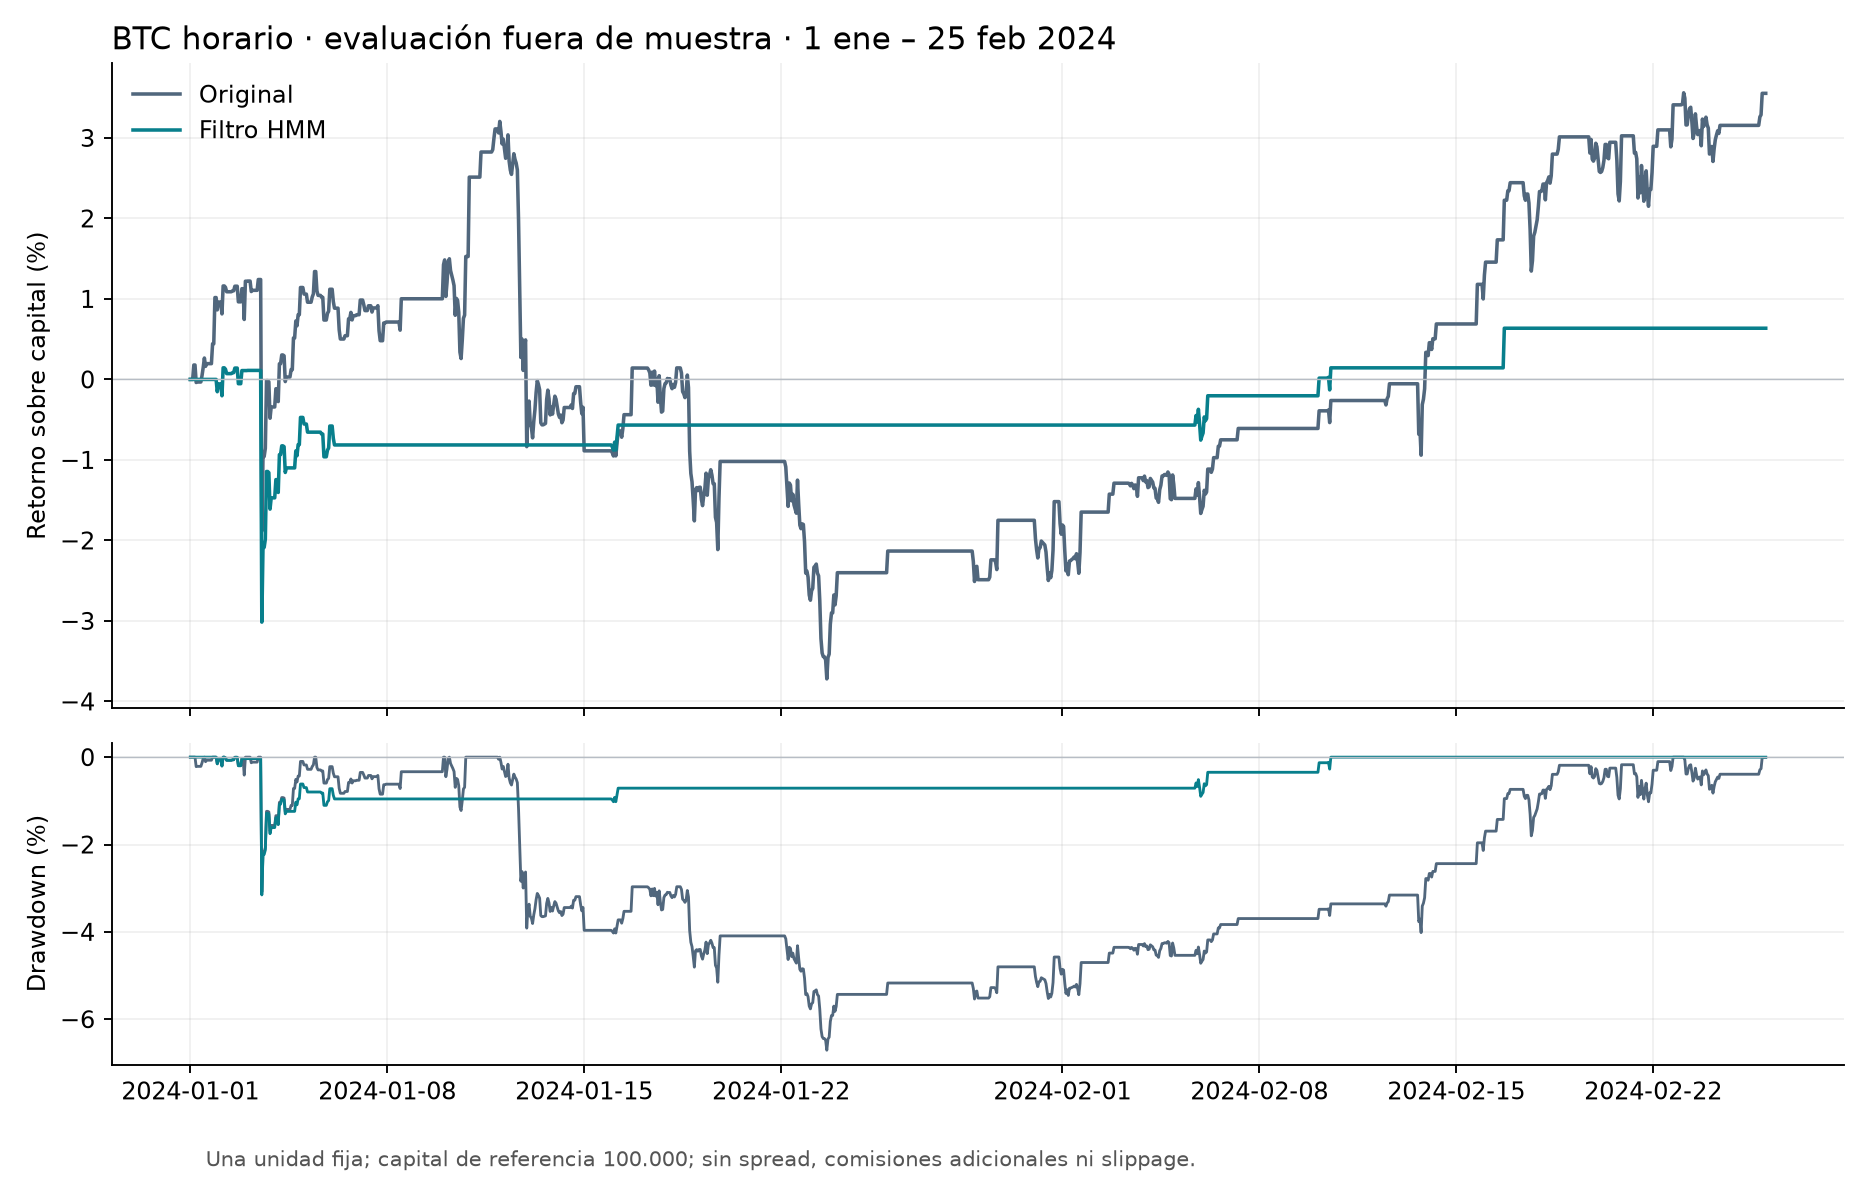 BTC horario · evaluación fuera de muestra · 1 ene – 25 feb 2024
Original
Filtro HMM
Retorno sobre capital (%)
3
2
1
0
−1
−2
−3
−4
Drawdown (%)
0
−2
−4
−6
2024-01-01 2024-01-08 2024-01-15 2024-01-22 2024-02-01 2024-02-08 2024-02-15 2024-02-22
Una unidad fija; capital de referencia 100.000; sin spread, comisiones adicionales ni slippage.